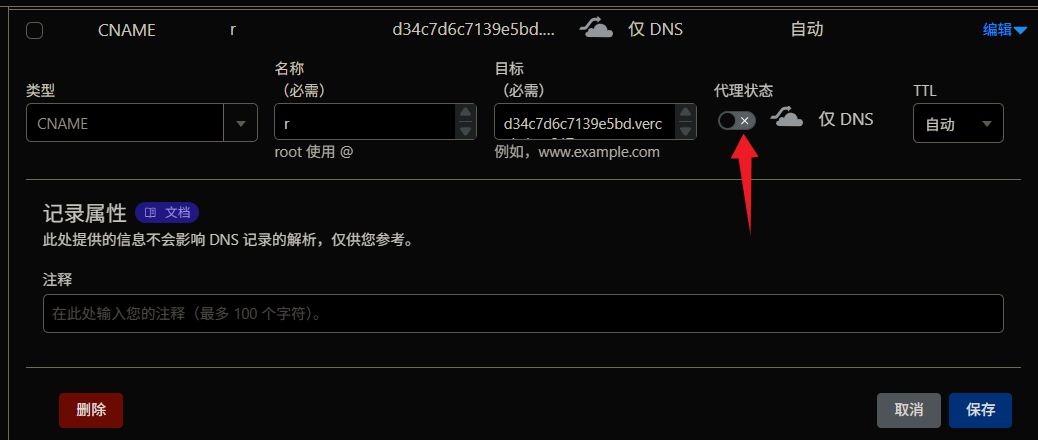 CNAME r d34c7d6c7139e5bd.... 仅 DNS 自动 编辑
类型
名称
（必需）
目标
（必需）
代理状态
TTL
CNAME
r
d34c7d6c7139e5bd.verc
仅 DNS
自动
root 使用 @
例如，www.example.com
记录属性 文档
此处提供的信息不会影响 DNS 记录的解析，仅供您参考。
注释
在此处输入您的注释（最多 100 个字符）。
删除
取消
保存